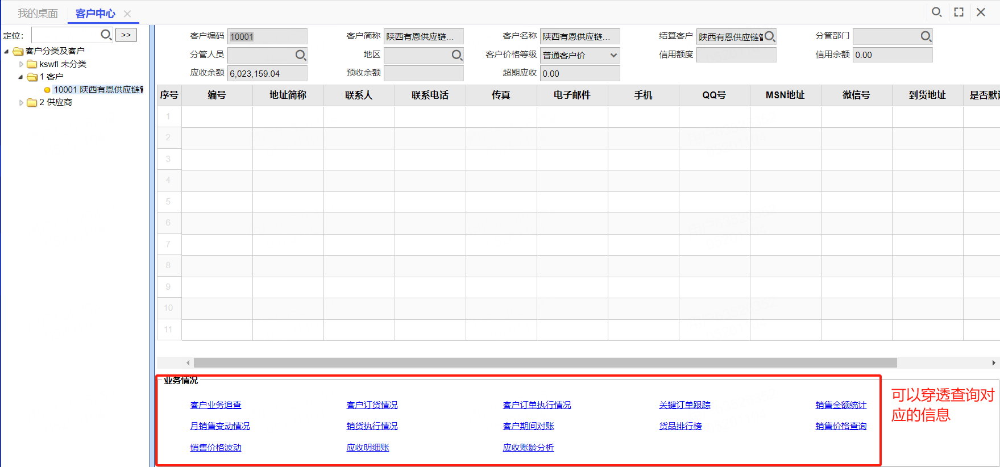 我的桌面
客户中心
定位：
>>
客户分类及客户
kswfl 未分类
1 客户
10001 陕西有恩供应链管
2 供应商
客户编码 10001 客户简称 陕西有恩供应链... 客户名称 陕西有恩供应链... 结算客户 陕西有恩供应链管 分管部门
分管人员 地区 客户价格等级 普通客户价 信用额度 信用余额 0.00
应收余额 6,023,159.04 预收余额 超期应收 0.00
序号 编号 地址简称 联系人 联系电话 传真 电子邮件 手机 QQ号 MSN地址 微信号 到货地址 是否默认
1
2
3
4
5
6
7
8
9
10
11
业务情况
客户业务追查 客户订货情况 客户订单执行情况 关键订单跟踪 销售金额统计
月销售变动情况 销货执行情况 客户期间对账 货品排行榜 销售价格查询
销售价格波动 应收明细账 应收账龄分析
可以穿透查询对
应的信息